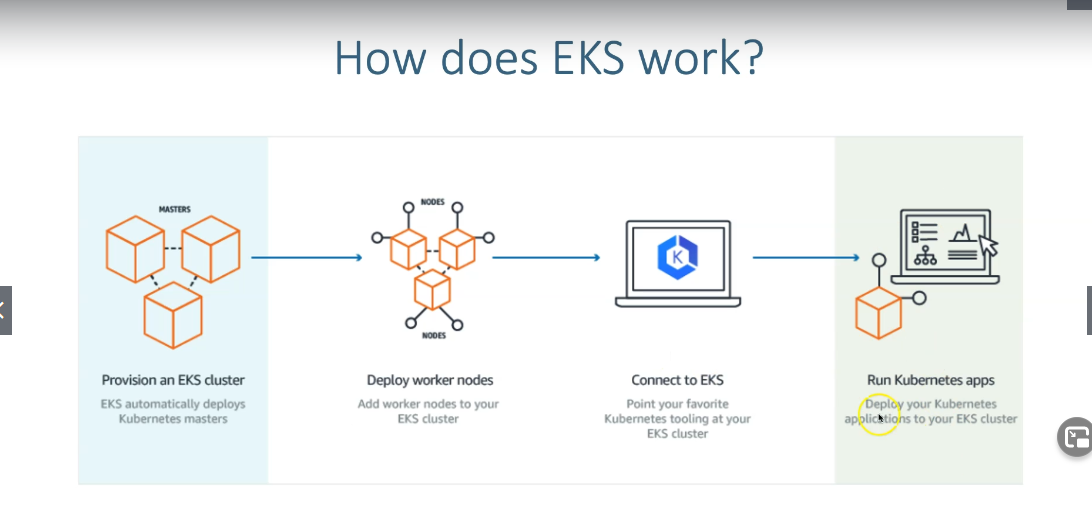 How does EKS work?
MASTERS
NODES
NODES
K
Provision an EKS cluster
EKS automatically deploys
Kubernetes masters
Deploy worker nodes
Add worker nodes to your
EKS cluster
Connect to EKS
Point your favorite
Kubernetes tooling at your
EKS cluster
Run Kubernetes apps
Deploy your Kubernetes
applications to your EKS cluster